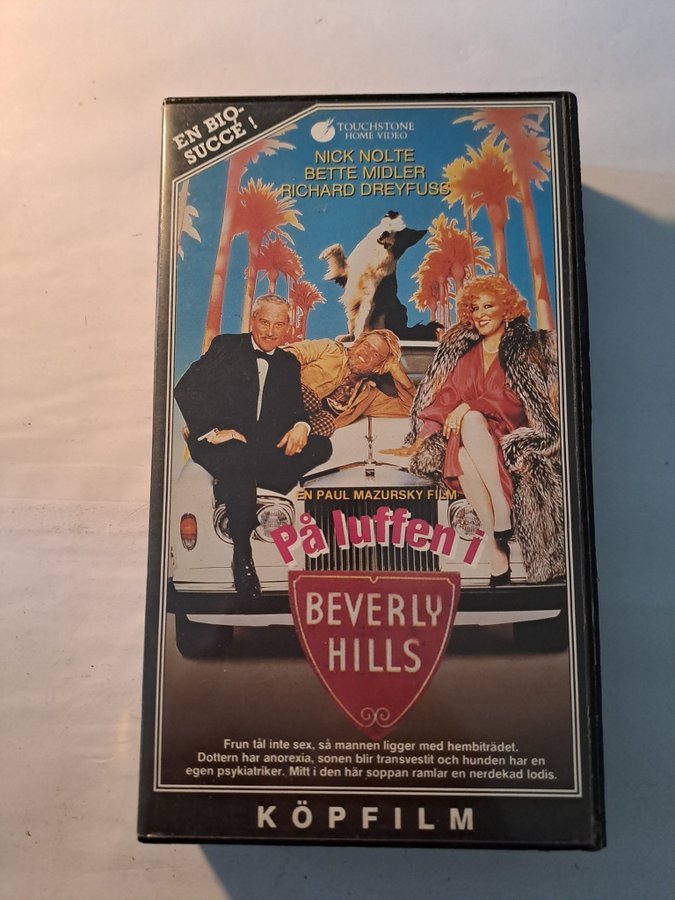 EN BIO-
SUCCÉ!
TOUCHSTONE
HOME VIDEO
NICK NOLTE
BETTE MIDLER
RICHARD DREYFUSS
EN PAUL MAZURSKY FILM
På luffen i
BEVERLY
HILLS
Frun tål inte sex, så mannen ligger med hembiträdet.
Dottern har anorexia, sonen blir transvestit och hunden har en
egen psykiatriker. Mitt i den här soppan ramlar en nerdekad lodis.
KÖPFILM